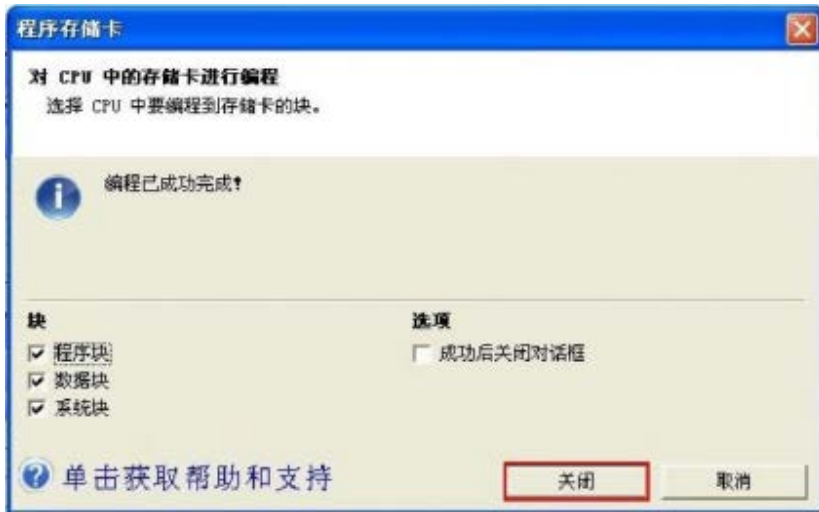 程序存储卡
对 CPU 中的存储卡进行编程
选择 CPU 中要编程到存储卡的块。
编程已成功完成!
块
选项
程序块
成功后关闭对话框
数据块
系统块
单击获取帮助和支持
关闭
取消